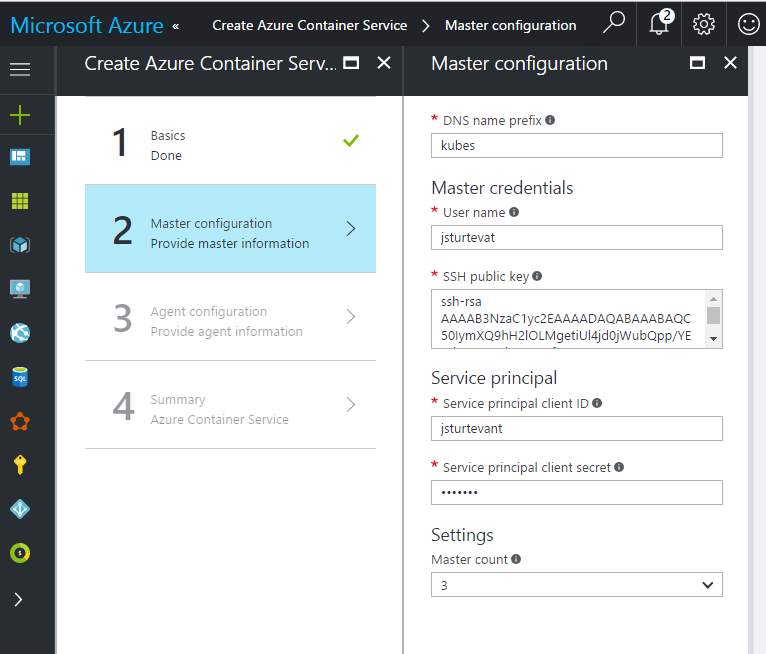 Microsoft Azure «
Create Azure Container Service > Master configuration
2
Create Azure Container Serv...
Master configuration
1
Basics
Done
2
Master configuration
Provide master information
3
Agent configuration
Provide agent information
4
Summary
Azure Container Service
* DNS name prefix
kubes
Master credentials
* User name
jsturtevat
* SSH public key
ssh-rsa
AAAAB3NzaC1yc2EAAAADAQABAAABAQC
50IymXQ9hH2lOLMgetiUl4jd0jWubQpp/YE
Service principal
* Service principal client ID
jsturtevant
* Service principal client secret
•••••••
Settings
Master count
3
SQL